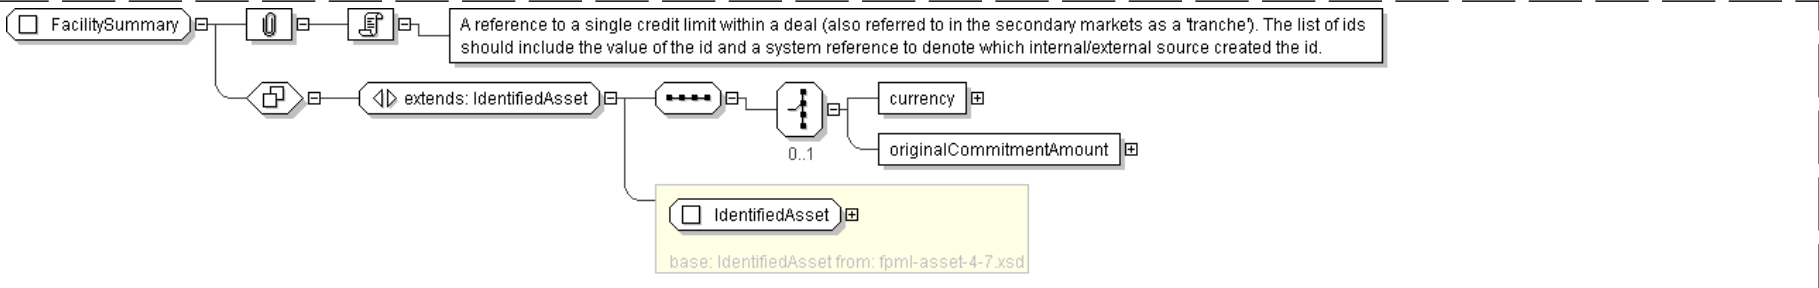 FacilitySummary
A reference to a single credit limit within a deal (also referred to in the secondary markets as a 'tranche'). The list of ids
should include the value of the id and a system reference to denote which internal/external source created the id.
extends: IdentifiedAsset
currency
0..1
originalCommitmentAmount
IdentifiedAsset
base: IdentifiedAsset from: fpml-asset-4-7.xsd